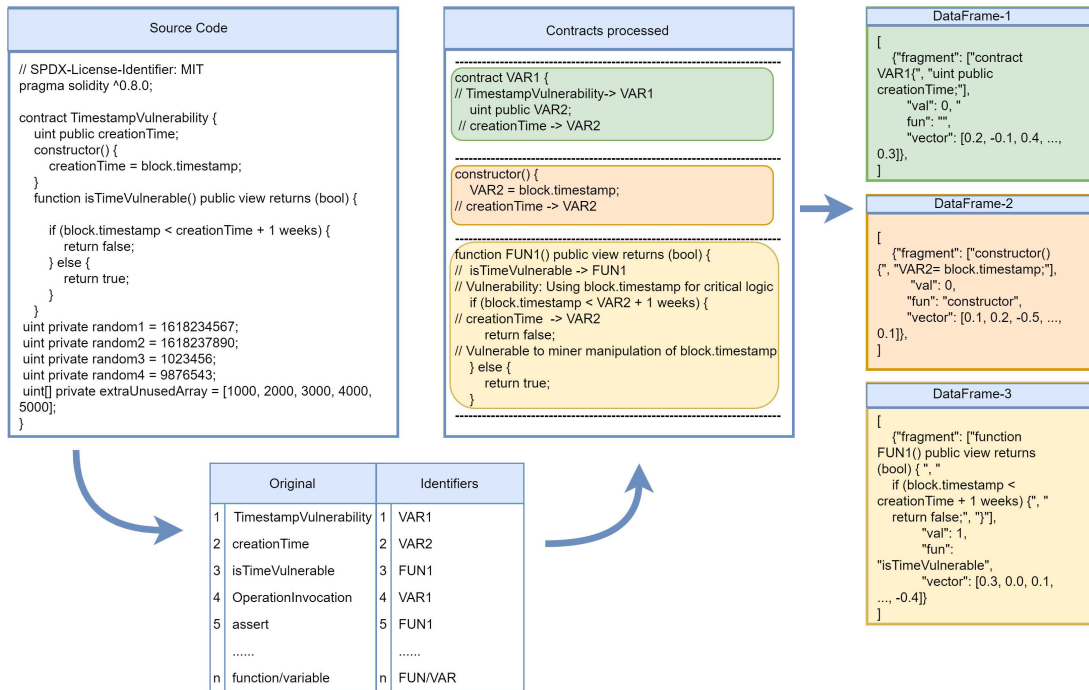 Source Code
// SPDX-License-Identifier: MIT
pragma solidity ^0.8.0;
contract TimestampVulnerability {
uint public creationTime;
constructor() {
creationTime = block.timestamp;
}
function isTimeVulnerable() public view returns (bool) {
if (block.timestamp < creationTime + 1 weeks) {
return false;
} else {
return true;
}
}
uint private random1 = 1618234567;
uint private random2 = 1618237890;
uint private random3 = 1023456;
uint private random4 = 9876543;
uint[] private extraUnusedArray = [1000, 2000, 3000, 4000,
5000];
}
Contracts processed
contract VAR1 {
// TimestampVulnerability-> VAR1
uint public VAR2;
// creationTime -> VAR2
constructor() {
VAR2 = block.timestamp;
// creationTime -> VAR2
function FUN1() public view returns (bool) {
// isTimeVulnerable -> FUN1
// Vulnerability: Using block.timestamp for critical logic
if (block.timestamp < VAR2 + 1 weeks) {
// creationTime -> VAR2
return false;
// Vulnerable to miner manipulation of block.timestamp
} else {
return true;
}
DataFrame-1
[
{"fragment": ["contract
VAR1{", "uint public
creationTime;"],
"val": 0, "
fun": "",
"vector": [0.2, -0.1, 0.4, ...,
0.3]},
]
DataFrame-2
[
{"fragment": ["constructor()
{", "VAR2= block.timestamp;"],
"val": 0,
"fun": "constructor",
"vector": [0.1, 0.2, -0.5, ...,
0.1]},
]
DataFrame-3
[
{"fragment": ["function
FUN1() public view returns
(bool) { ", "
if (block.timestamp <
creationTime + 1 weeks) {", "
return false;", "}"],
"val": 1,
"fun":
"isTimeVulnerable",
"vector": [0.3, 0.0, 0.1,
..., -0.4]}
]
Original Identifiers
1 TimestampVulnerability 1 VAR1
2 creationTime 2 VAR2
3 isTimeVulnerable 3 FUN1
4 OperationInvocation 4 VAR1
5 assert 5 FUN1
...... ......
n function/variable n FUN/VAR